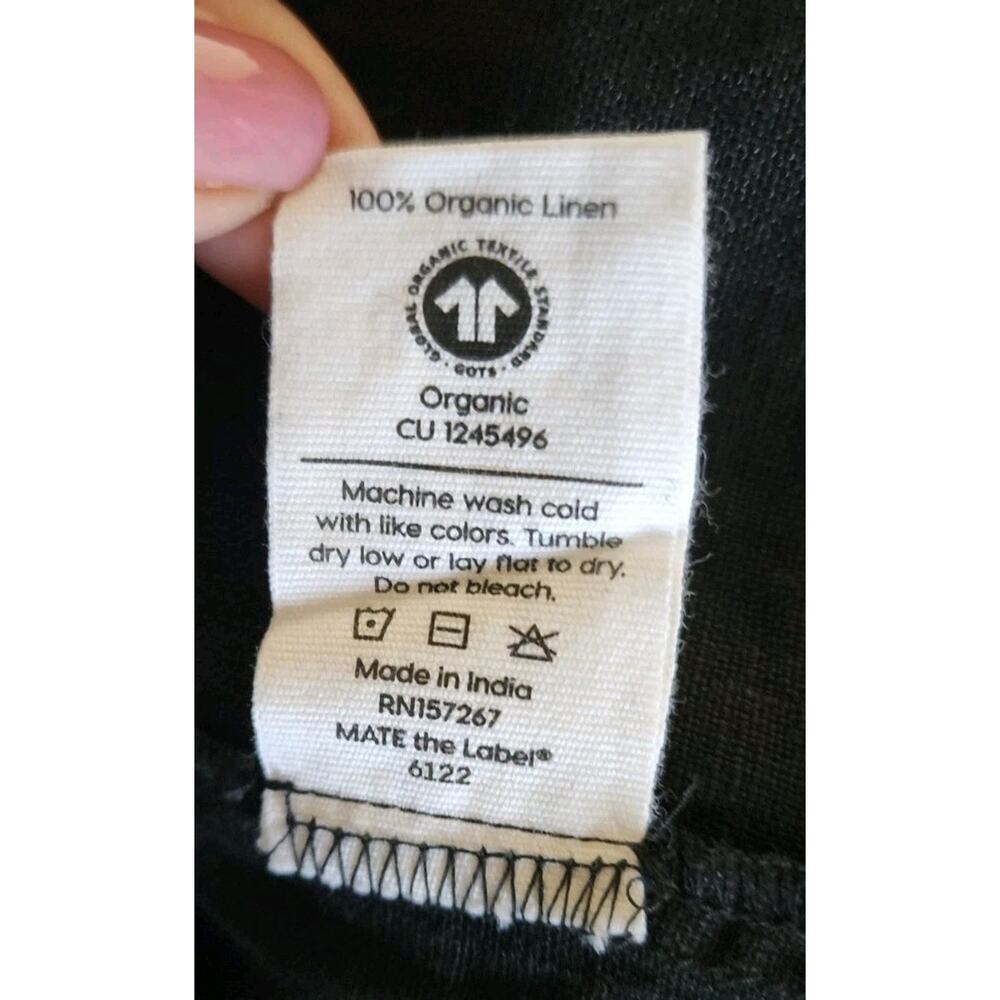 100% Organic Linen
GLOBAL ORGANIC TEXTILE STANDARD · GOTS ·
Organic
CU 1245496
Machine wash cold
with like colors. Tumble
dry low or lay flat to dry.
Do not bleach.
Made in India
RN157267
MATE the Label®
6122